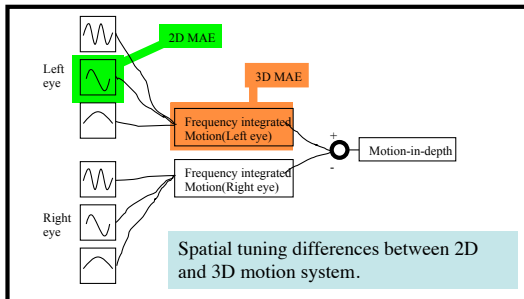 2D MAE
Left
eye
3D MAE
Frequency integrated
Motion(Left eye)
+
-
Motion-in-depth
Frequency integrated
Motion(Right eye)
Right
eye
Spatial tuning differences between 2D
and 3D motion system.